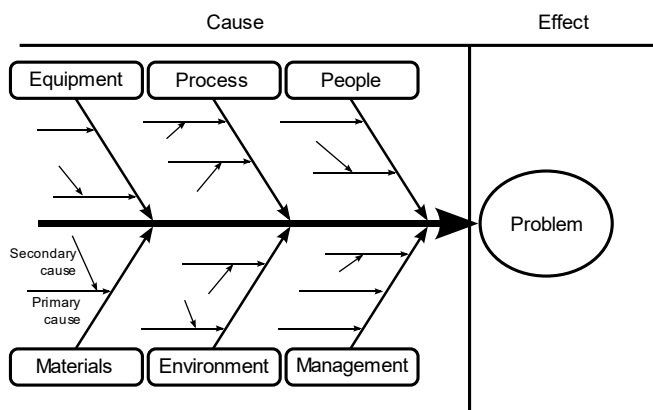 Cause
Effect
Equipment
Process
People
Problem
Secondary
cause
Primary
cause
Materials
Environment
Management